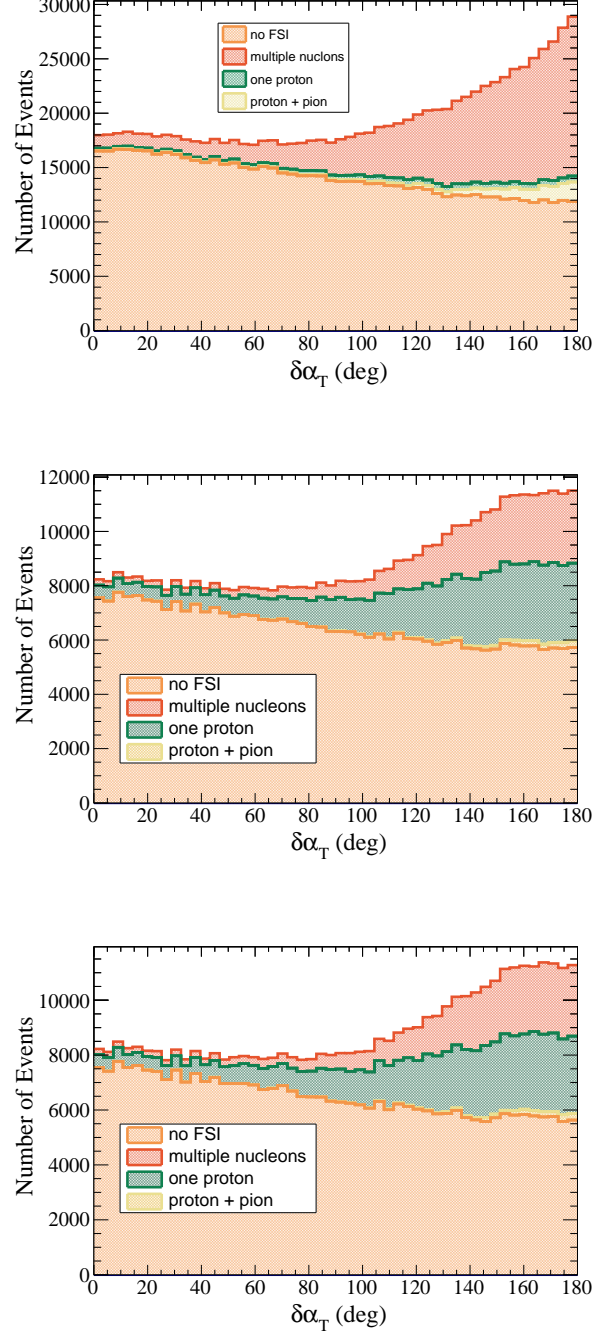 30000
25000
20000
15000
10000
5000
0
Number of Events
no FSI
multiple nuclons
one proton
proton + pion
0 20 40 60 80 100 120 140 160 180
δα_T (deg)
12000
10000
8000
6000
4000
2000
0
Number of Events
no FSI
multiple nucleons
one proton
proton + pion
0 20 40 60 80 100 120 140 160 180
δα_T (deg)
10000
8000
6000
4000
2000
0
Number of Events
no FSI
multiple nucleons
one proton
proton + pion
0 20 40 60 80 100 120 140 160 180
δα_T (deg)